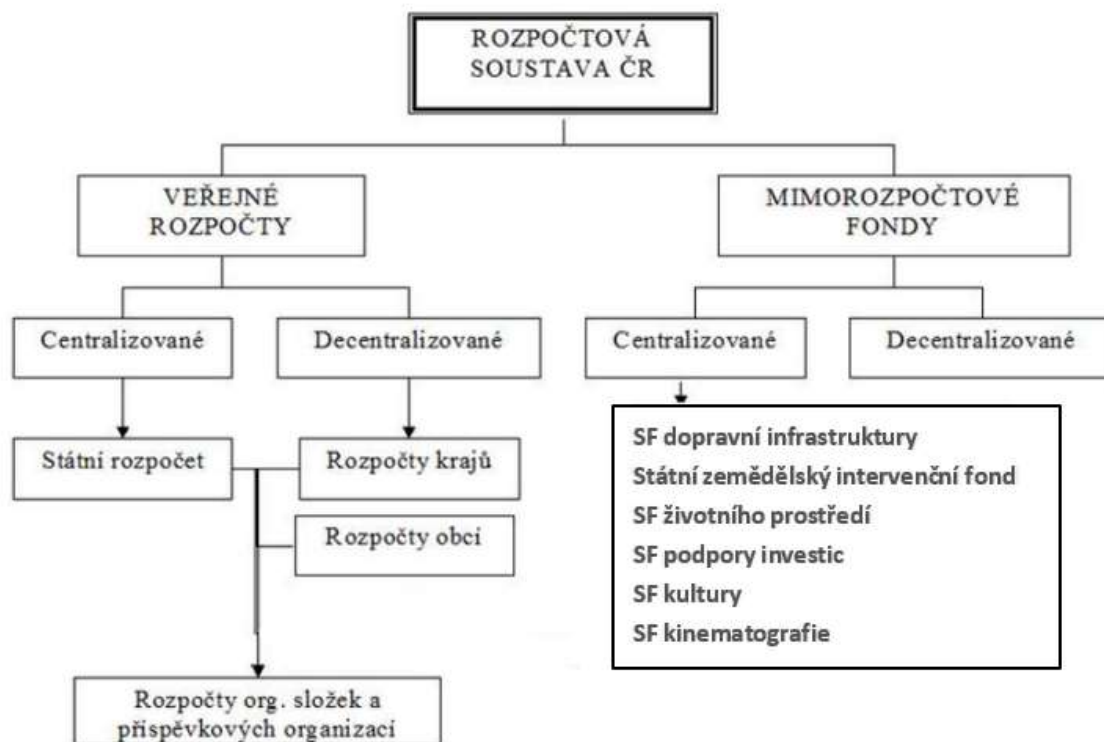 ROZPOČTOVÁ
SOUSTAVA ČR
VEŘEJNÉ
ROZPOČTY
MIMOROZPOČTOVÉ
FONDY
Centralizované
Decentralizované
Centralizované
Decentralizované
Státní rozpočet
Rozpočty krajů
Rozpočty obcí
SF dopravní infrastruktury
Státní zemědělský intervenční fond
SF životního prostředí
SF podpory investic
SF kultury
SF kinematografie
Rozpočty org. složek a
příspěvkových organizací